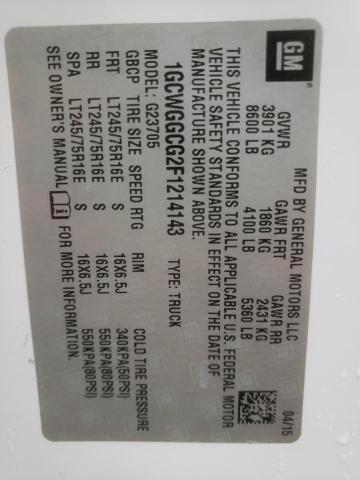 GM
MFD BY GENERAL MOTORS LLC
04/15
GVWR GAWR FRT GAWR RR
3901 KG 1860 KG 2431 KG
8600 LB 4100 LB 5360 LB
THIS VEHICLE CONFORMS TO ALL APPLICABLE U.S. FEDERAL MOTOR
VEHICLE SAFETY STANDARDS IN EFFECT ON THE DATE OF
MANUFACTURE SHOWN ABOVE.
1GCWGGCG2F1214143 TYPE: TRUCK
MODEL: G23705
GBCP TIRE SIZE SPEED RTG RIM COLD TIRE PRESSURE
FRT LT245/75R16E S 16X6.5J 340KPA(50PSI)
RR LT245/75R16E S 16X6.5J 550KPA(80PSI)
SPA LT245/75R16E S 16X6.5J 550KPA(80PSI)
SEE OWNER'S MANUAL FOR MORE INFORMATION.